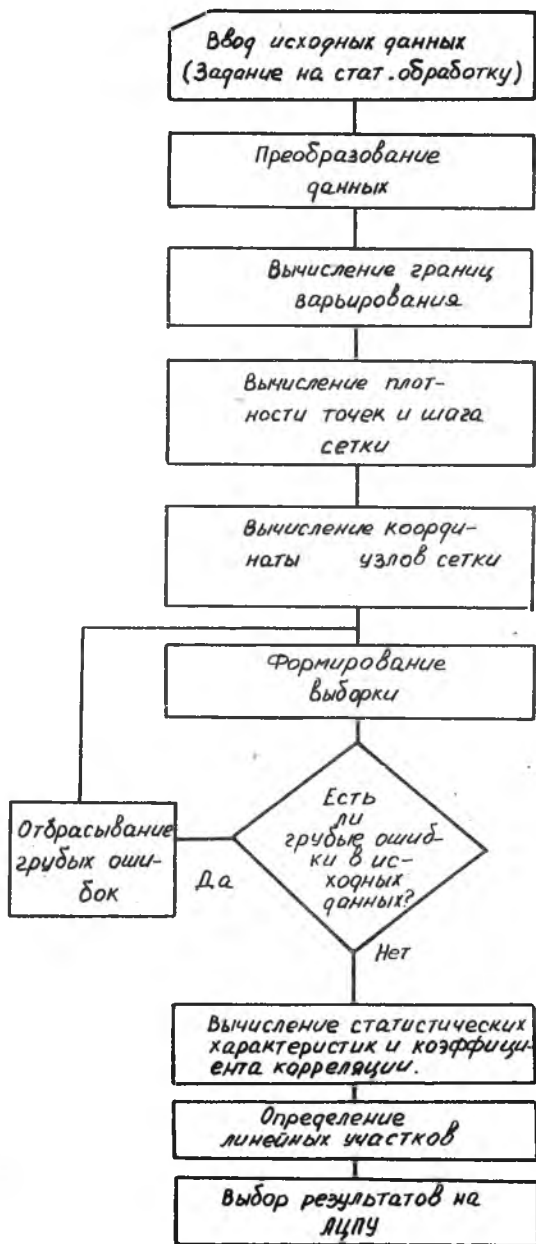 Ввод исходных данных
(Задание на стат. обработку)
Преобразование
данных
Вычисление границ
варьирования
Вычисление плот-
ности точек и шага
сетки
Вычисление коорди-
наты узлов сетки
Формирование
выборки
Есть
ли
грубые ошиб-
ки в ис-
ходных
данных?
Отбрасывание
грубых оши-
бок
Да
Нет
Вычисление статистических
характеристик и коэффици-
ента корреляции.
Определение
линейных участков
Выбор результатов на
АЦПУ